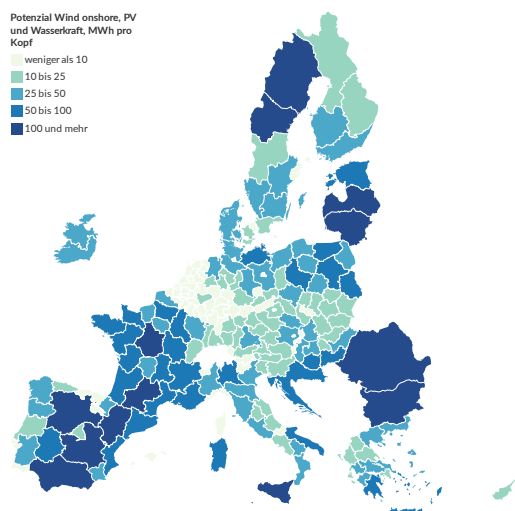 Potenzial Wind onshore, PV
und Wasserkraft, MWh pro
Kopf
weniger als 10
10 bis 25
25 bis 50
50 bis 100
100 und mehr